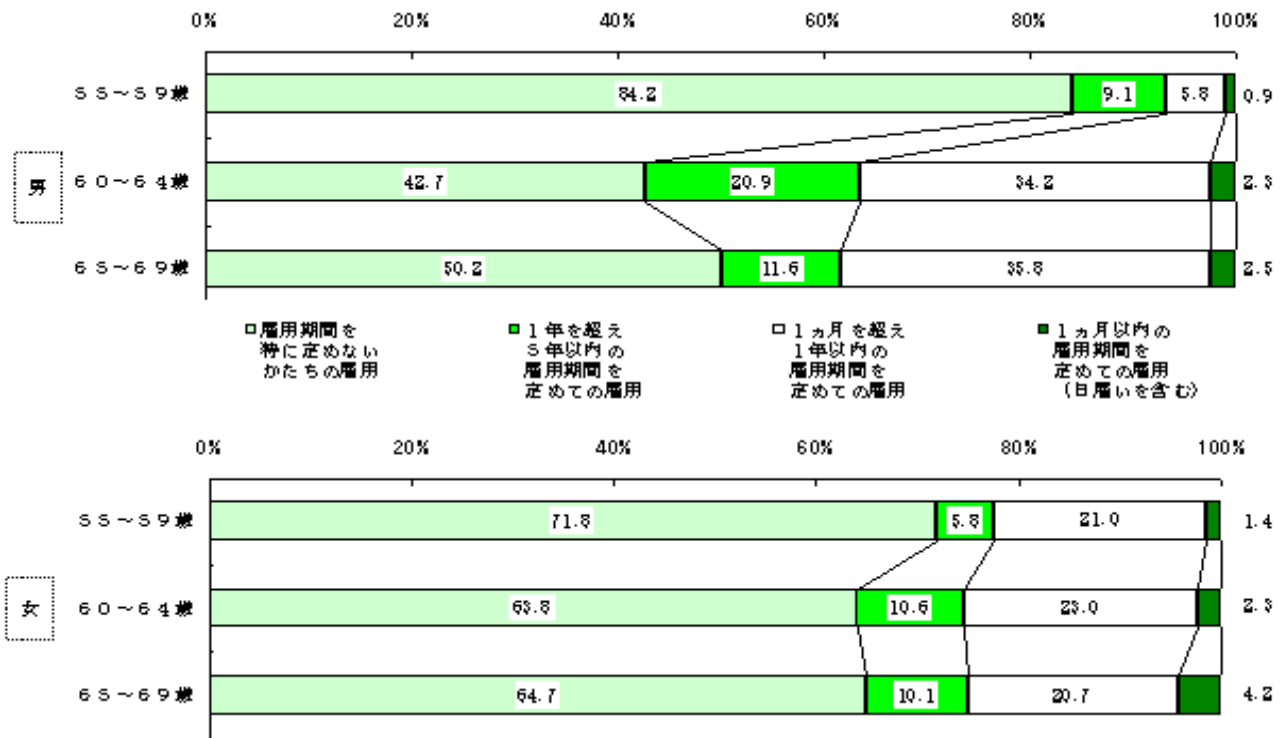 0% 20% 40% 60% 80% 100%
男
55～59歳 84.2 9.1 5.8 0.9
60～64歳 42.7 20.9 34.2 2.3
65～69歳 50.2 11.6 35.8 2.5
雇用期間を
特に定めない
かたちの雇用
1年を超え
5年以内の
雇用期間を
定めての雇用
1ヵ月を超え
1年以内の
雇用期間を
定めての雇用
1ヵ月以内の
雇用期間を
定めての雇用
（日雇いを含む）
0% 20% 40% 60% 80% 100%
女
55～59歳 71.8 5.8 21.0 1.4
60～64歳 63.8 10.6 23.0 2.3
65～69歳 64.7 10.1 20.7 4.2